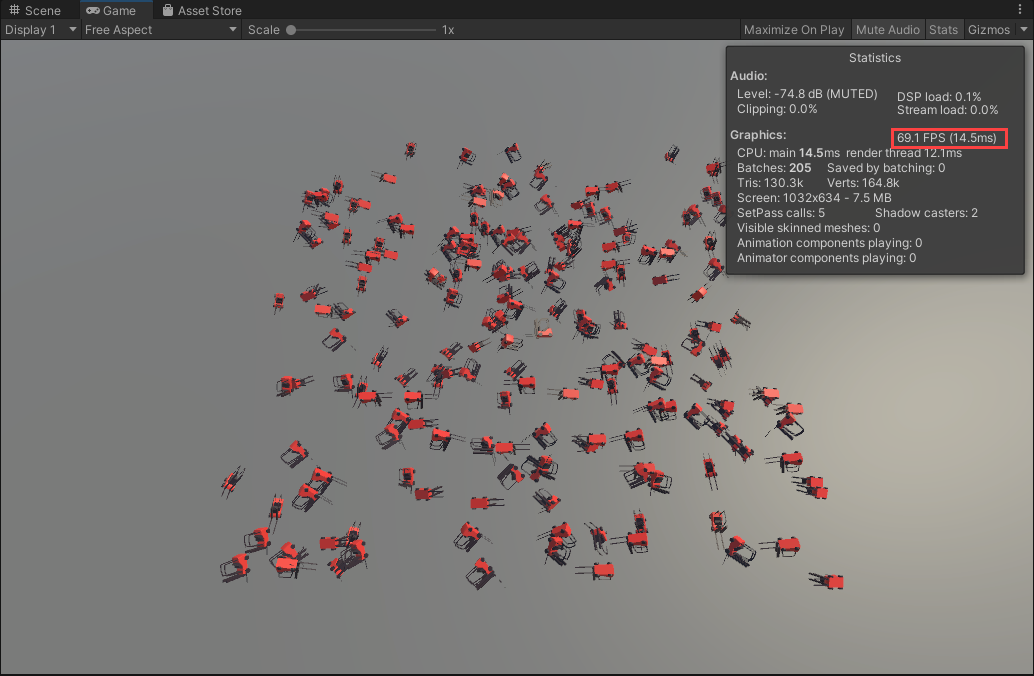 Scene Game Asset Store
Display 1 Free Aspect Scale 1x Maximize On Play Mute Audio Stats Gizmos
Statistics
Audio:
Level: -74.8 dB (MUTED) DSP load: 0.1%
Clipping: 0.0% Stream load: 0.0%
Graphics: 69.1 FPS (14.5ms)
CPU: main 14.5ms render thread 12.1ms
Batches: 205 Saved by batching: 0
Tris: 130.3k Verts: 164.8k
Screen: 1032x634 - 7.5 MB
SetPass calls: 5 Shadow casters: 2
Visible skinned meshes: 0
Animation components playing: 0
Animator components playing: 0